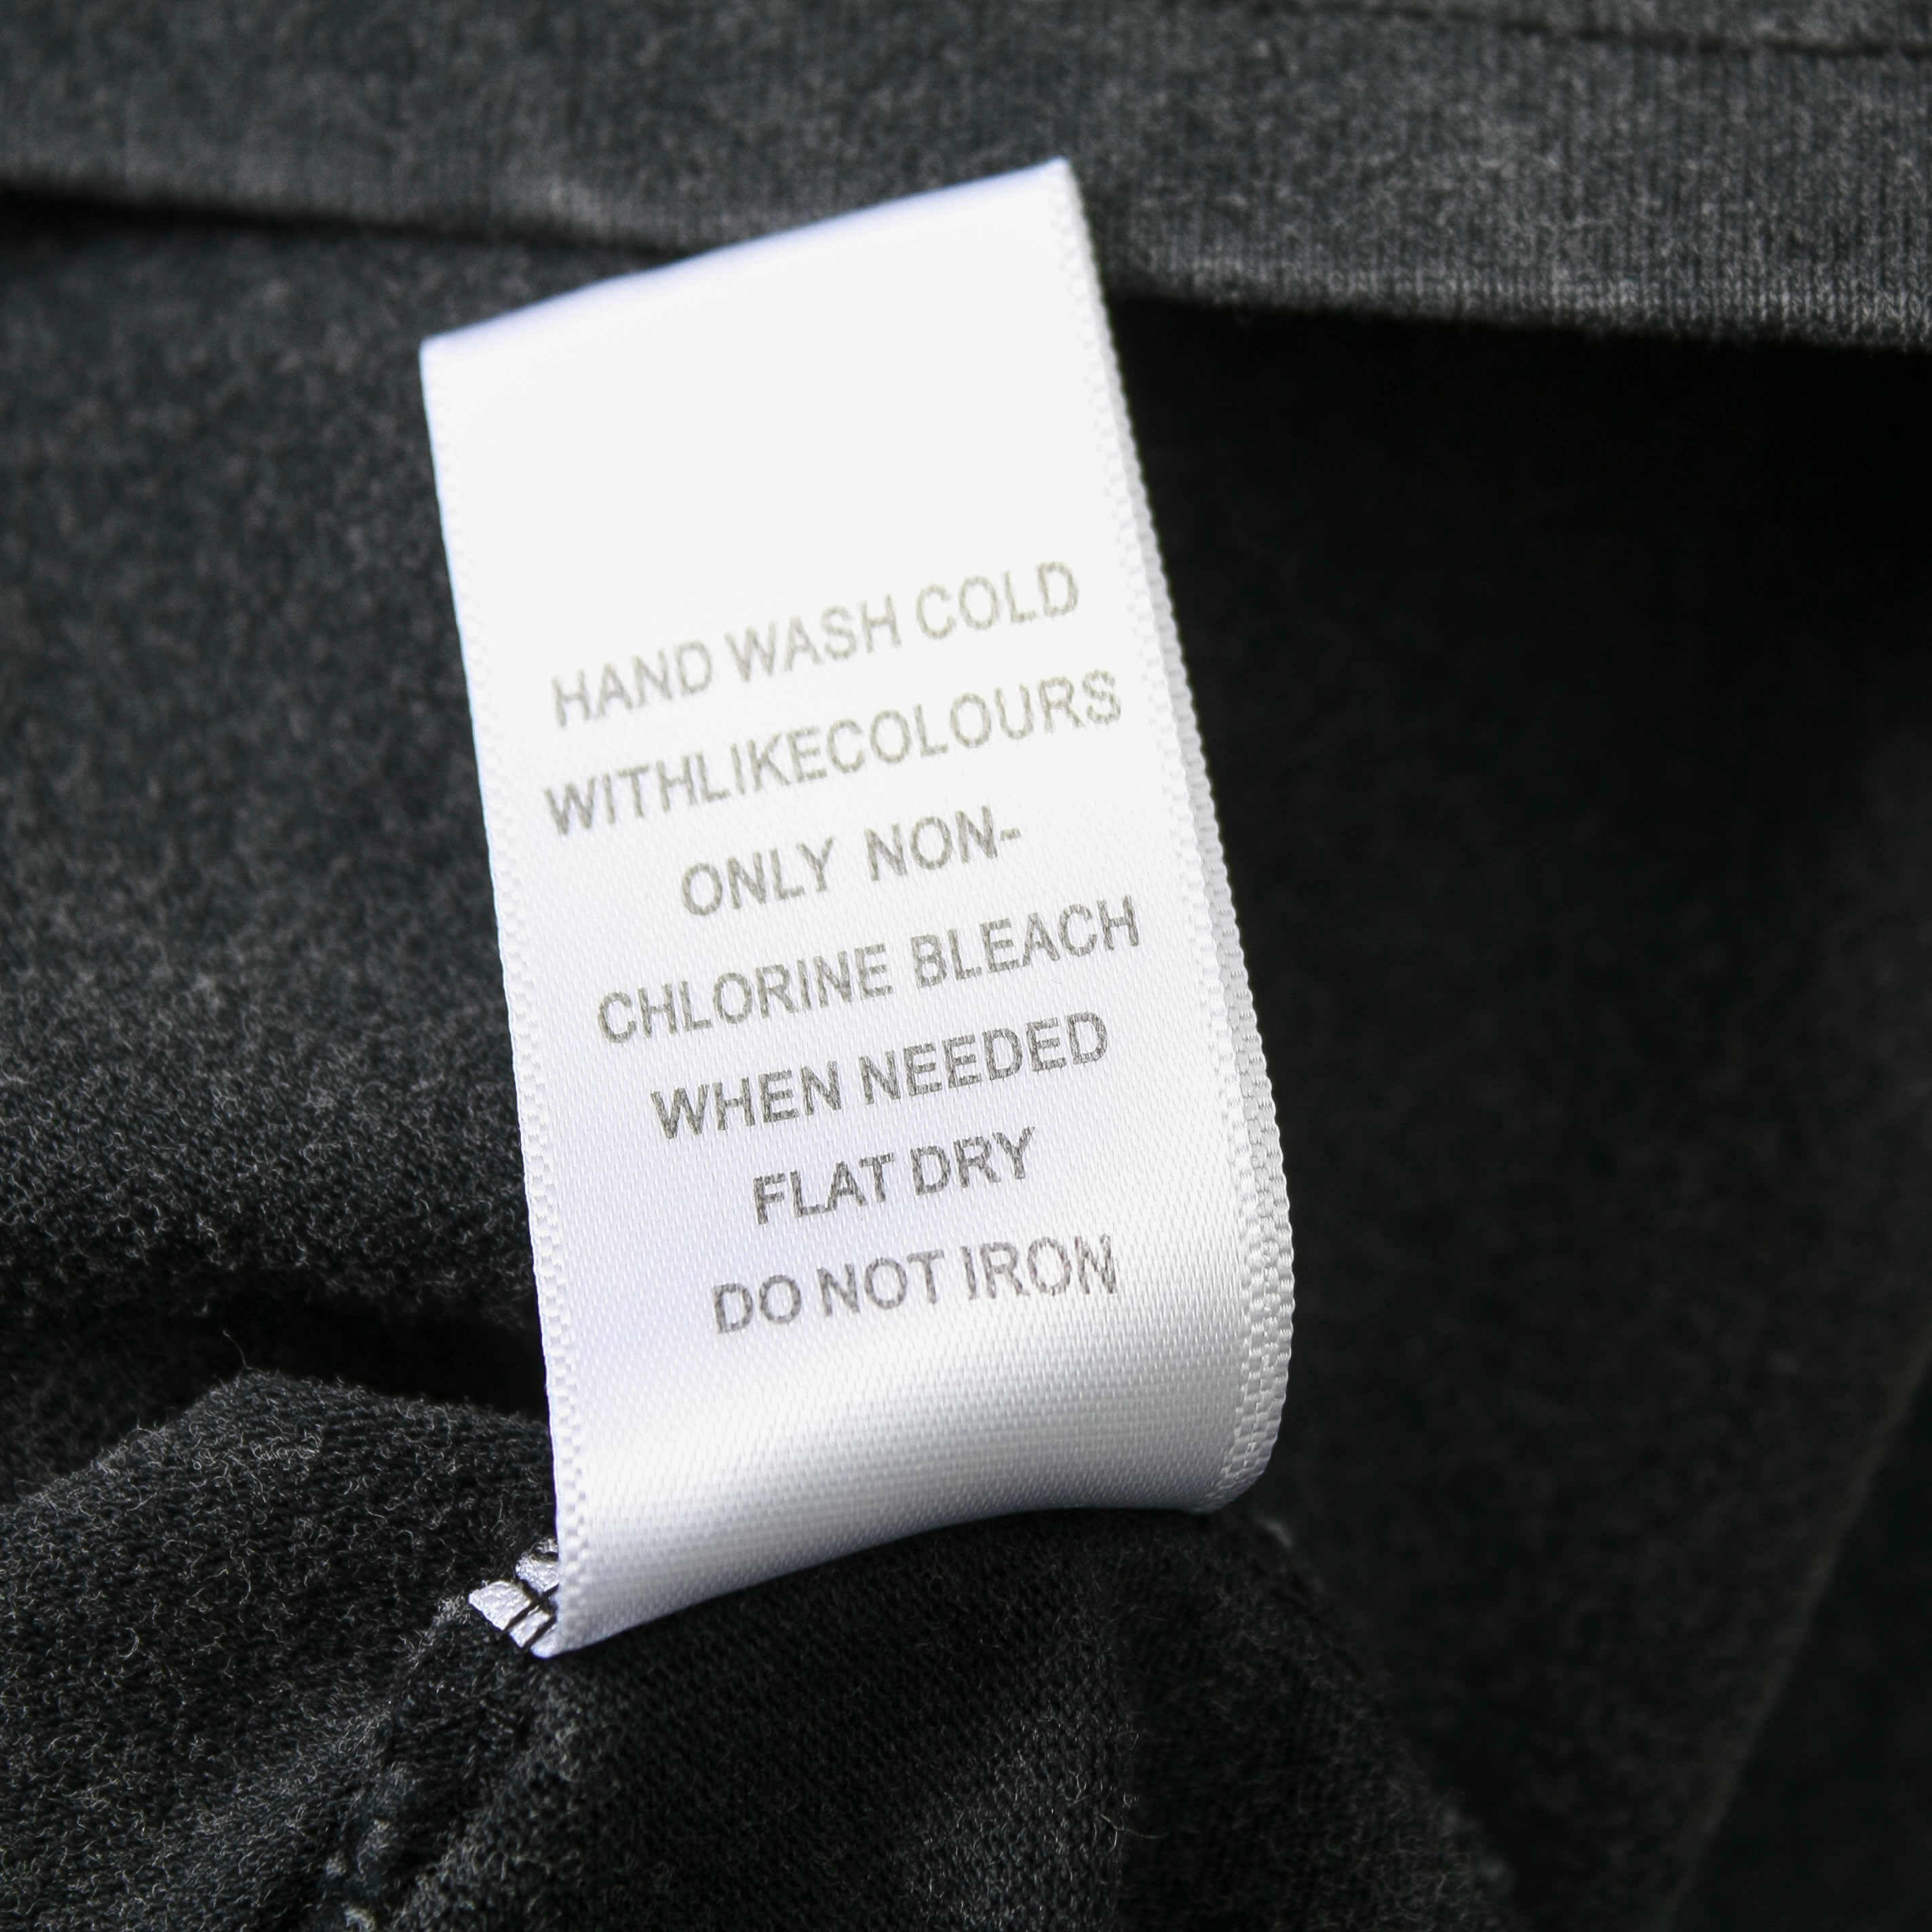 HAND WASH COLD
WITHLIKECOLOURS
ONLY NON-
CHLORINE BLEACH
WHEN NEEDED
FLAT DRY
DO NOT IRON